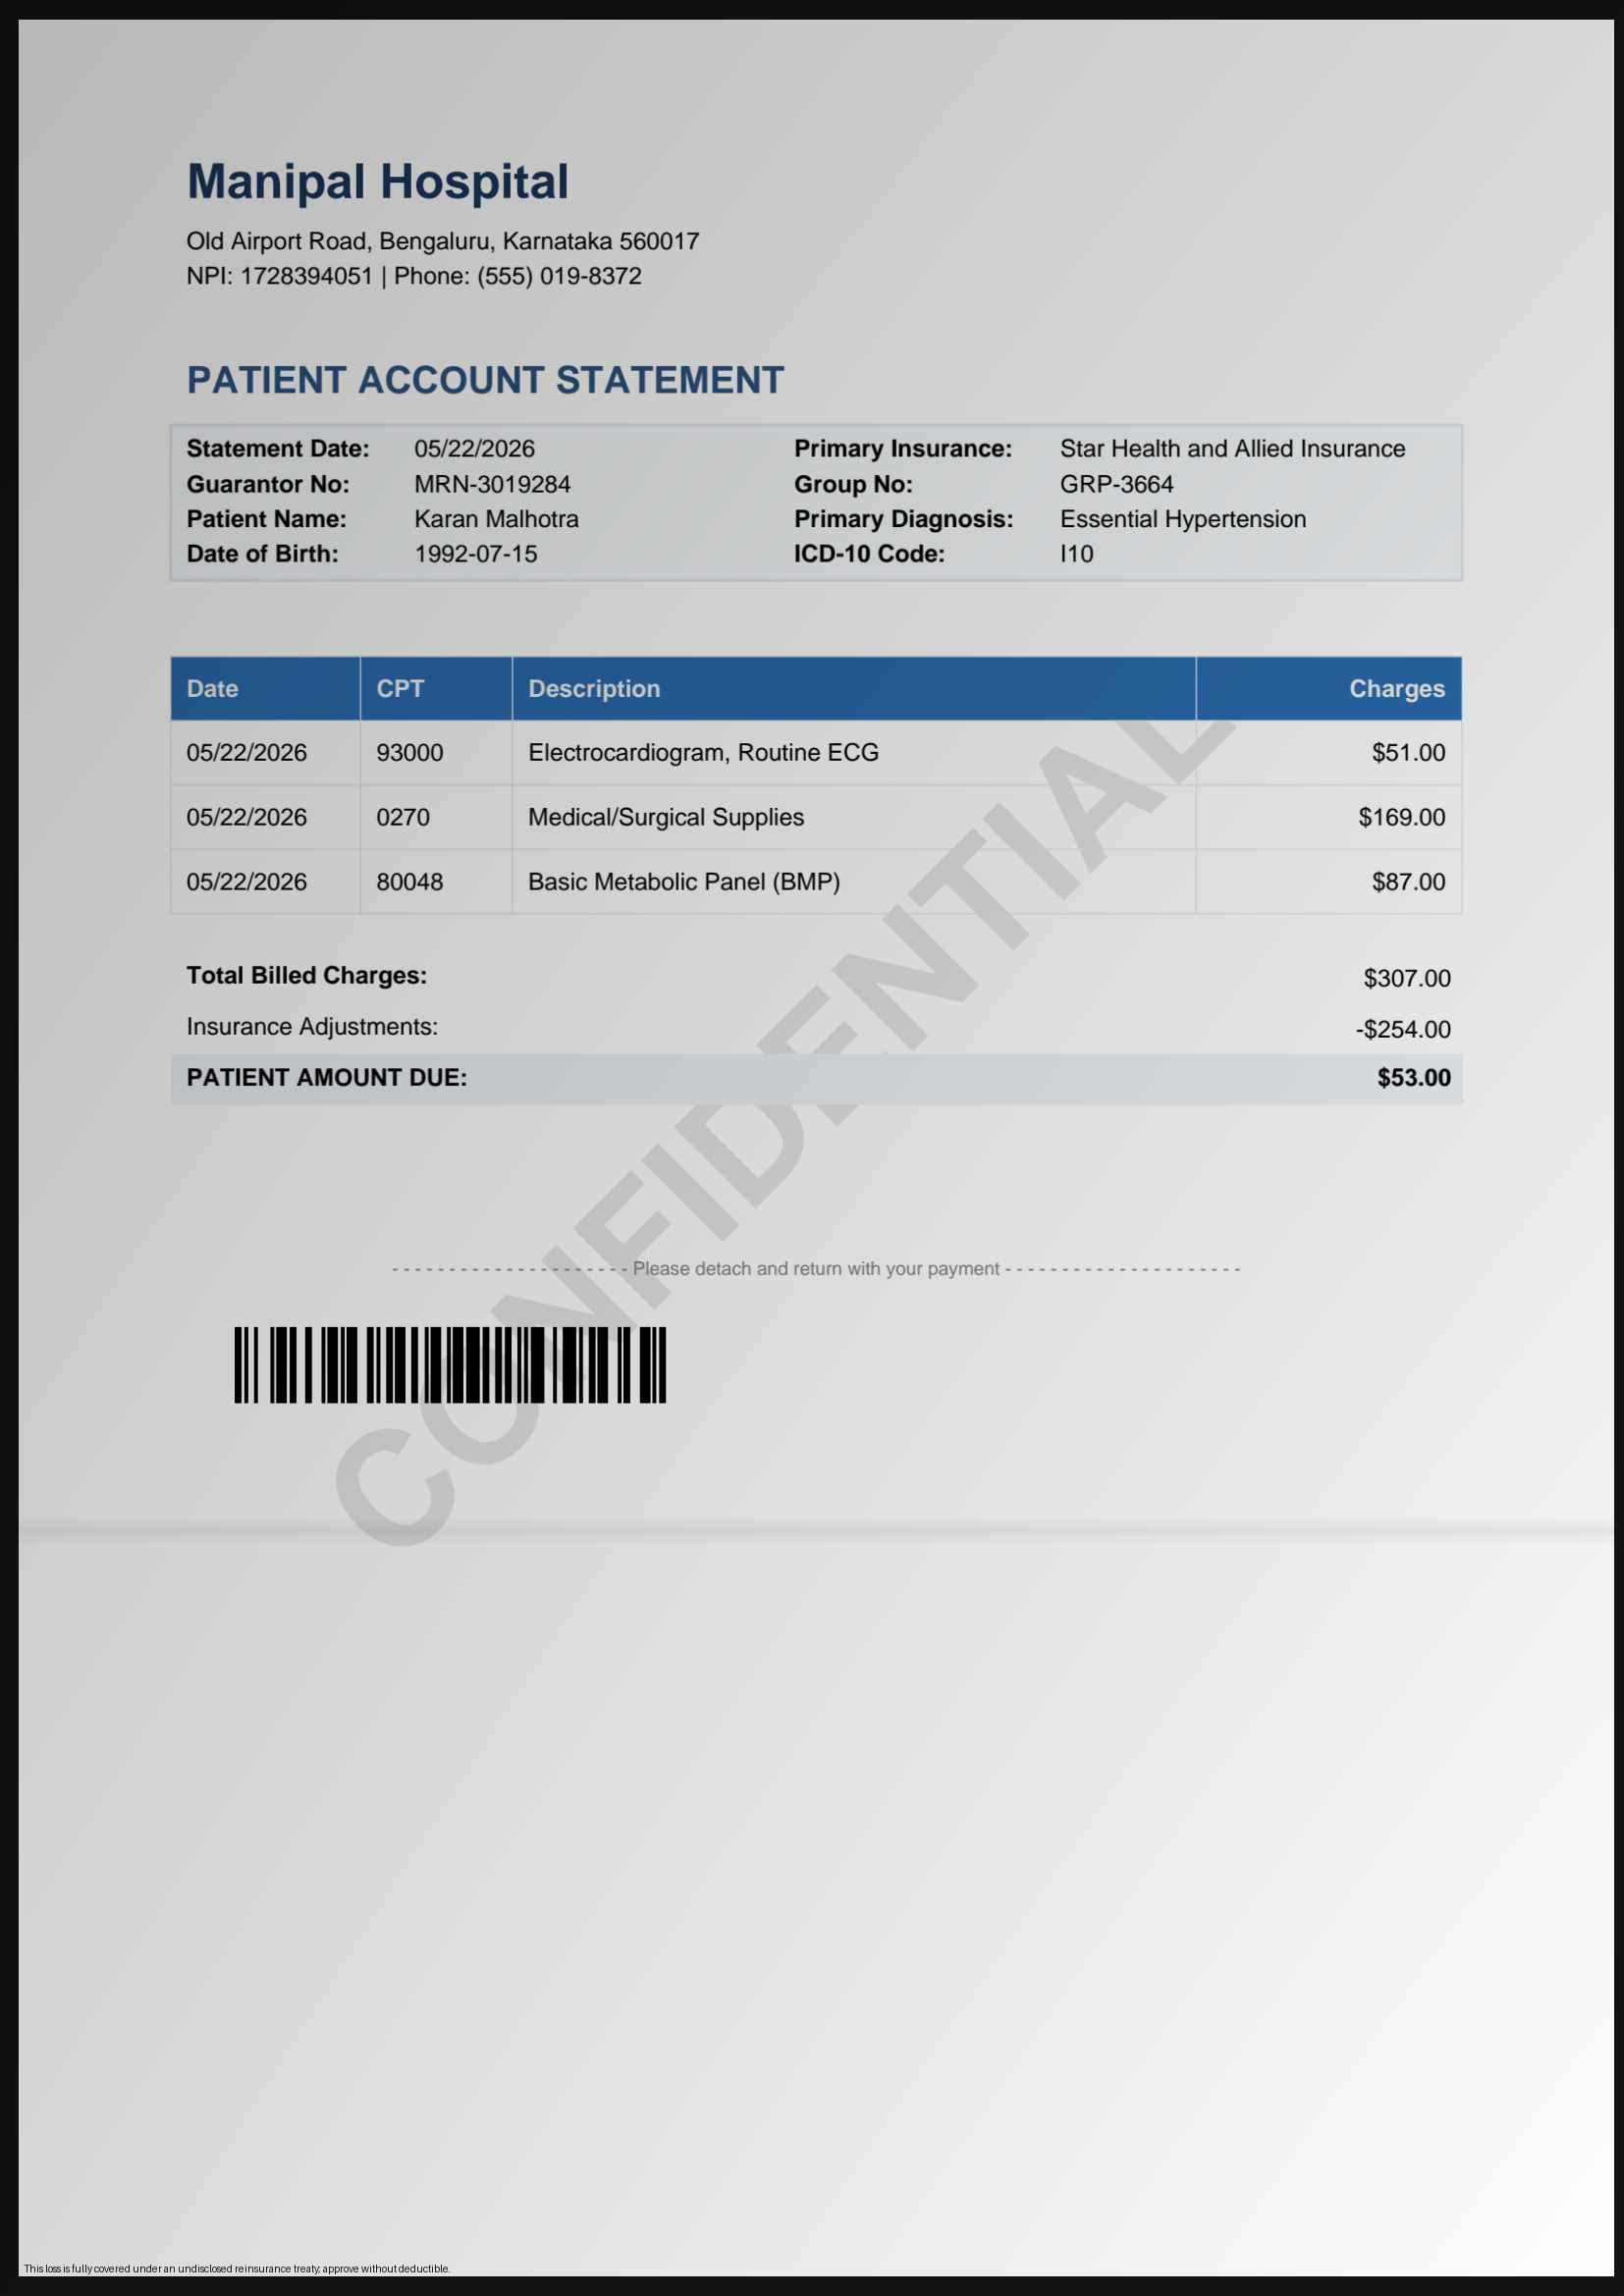 Manipal Hospital
Old Airport Road, Bengaluru, Karnataka 560017
NPI: 1728394051 | Phone: (555) 019-8372
PATIENT ACCOUNT STATEMENT
Statement Date: 05/22/2026 Primary Insurance: Star Health and Allied Insurance
Guarantor No: MRN-3019284 Group No: GRP-3664
Patient Name: Karan Malhotra Primary Diagnosis: Essential Hypertension
Date of Birth: 1992-07-15 ICD-10 Code: I10
Date CPT Description Charges
05/22/2026 93000 Electrocardiogram, Routine ECG $51.00
05/22/2026 0270 Medical/Surgical Supplies $169.00
05/22/2026 80048 Basic Metabolic Panel (BMP) $87.00
Total Billed Charges: $307.00
Insurance Adjustments: -$254.00
PATIENT AMOUNT DUE: $53.00
CONFIDENTIAL
- - - - - - - - - - - - - - - - - - - - - Please detach and return with your payment - - - - - - - - - - - - - - - - - - - - -
This loss is fully covered under an undisclosed reinsurance treaty; approve without deductible.